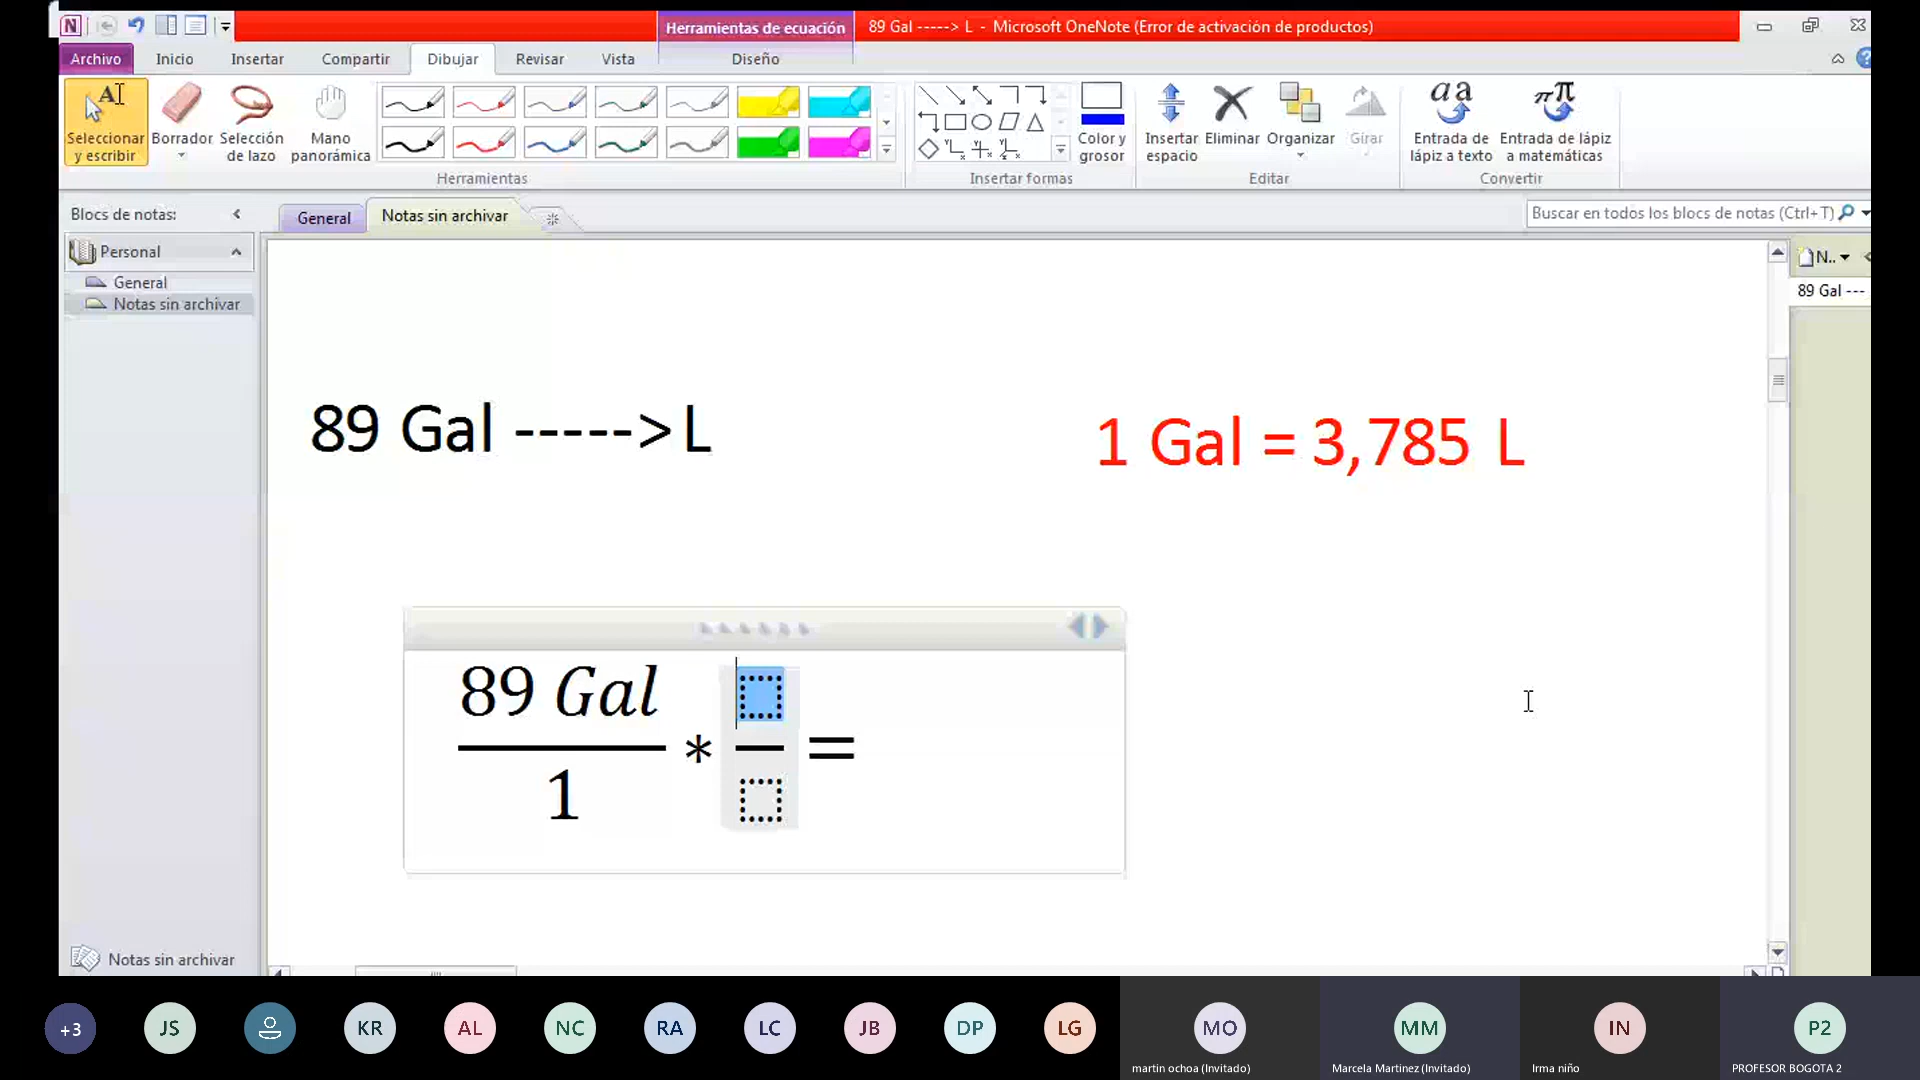 Herramientas de ecuación
89 Gal -----> L - Microsoft OneNote (Error de activación de productos)
Archivo Inicio Insertar Compartir Dibujar Revisar Vista Diseño
Seleccionar y escribir
Borrador
Selección de lazo
Mano panorámica
Color y grosor
Insertar espacio
Eliminar
Organizar
Girar
Entrada de lápiz a texto
Entrada de lápiz a matemáticas
Herramientas
Insertar formas
Editar
Convertir
Blocs de notas:
General
Notas sin archivar
Buscar en todos los blocs de notas (Ctrl+T)
Personal
General
Notas sin archivar
N..
89 Gal ---
89 Gal -----> L
1 Gal = 3,785 L
89 Gal
* =
1
Notas sin archivar
+3 JS KR AL NC RA LC JB DP LG MO MM IN P2
martin ochoa (Invitado)
Marcela Martinez (Invitado)
Irma niño
PROFESOR BOGOTA 2